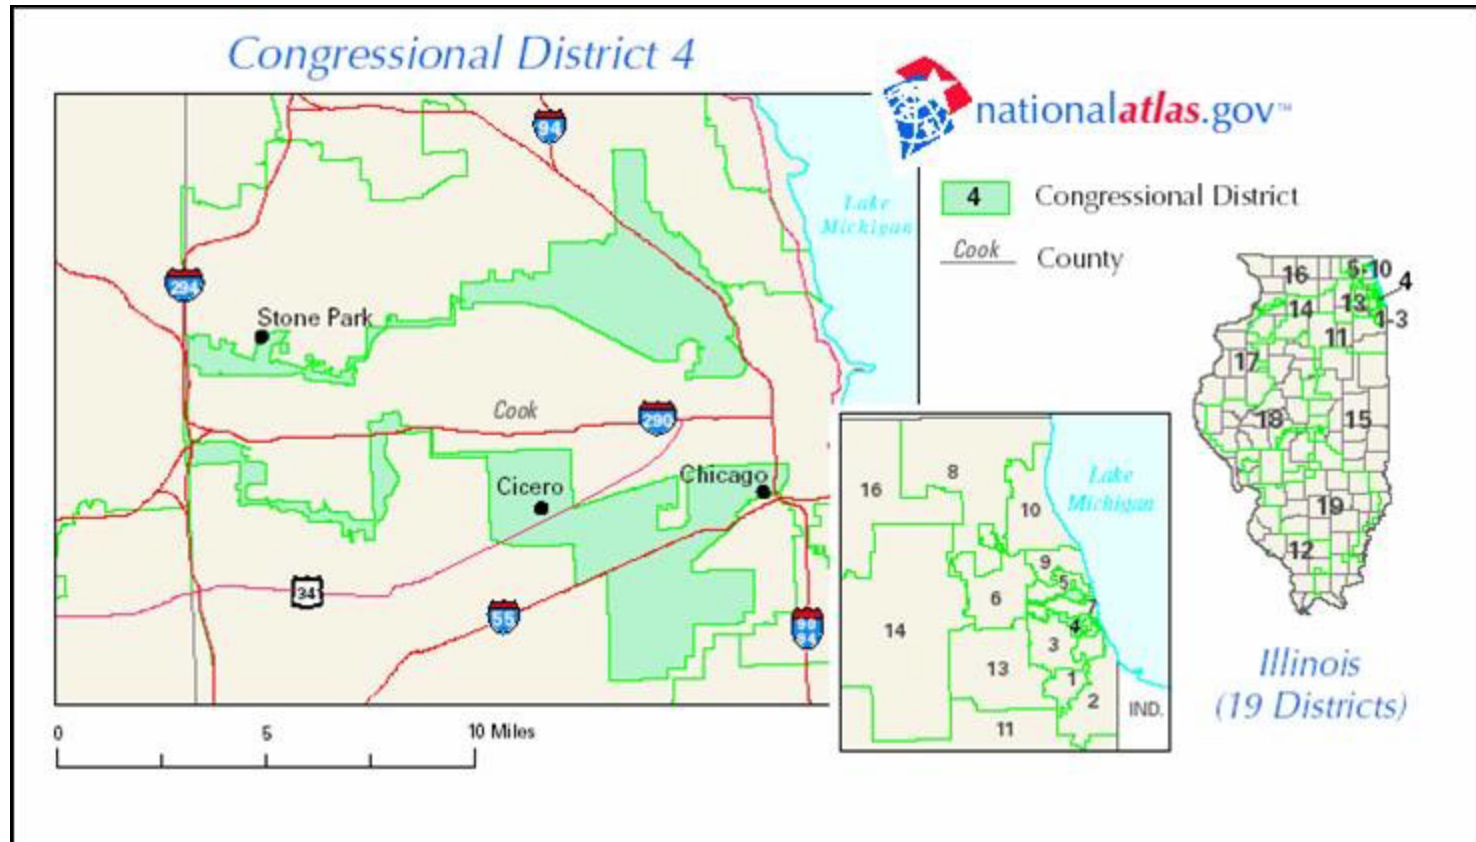 Congressional District 4
nationalatlas.gov™
94
Lake
Michigan
4 Congressional District
Cook County
294
Stone Park
Cook
290
Cicero
Chicago
34
55
90
94
0 5 10 Miles
16
5-10
4
14
13
1-3
11
17
18
15
19
12
Illinois
(19 Districts)
8
16
10
Lake
Michigan
9
5
6
7
4
14
3
13
1
2
IND.
11